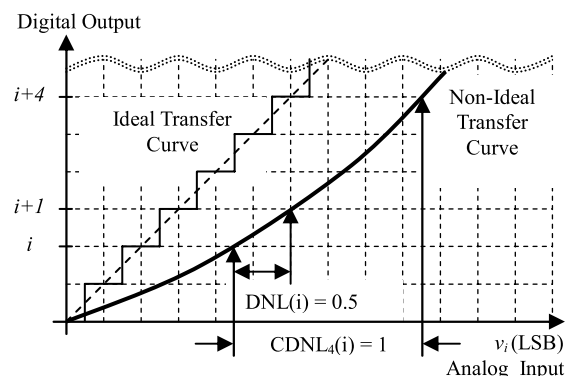 Digital Output
i+4
Ideal Transfer
Curve
Non-Ideal
Transfer
Curve
i+1
i
DNL(i) = 0.5
CDNL₄(i) = 1
vᵢ (LSB)
Analog Input